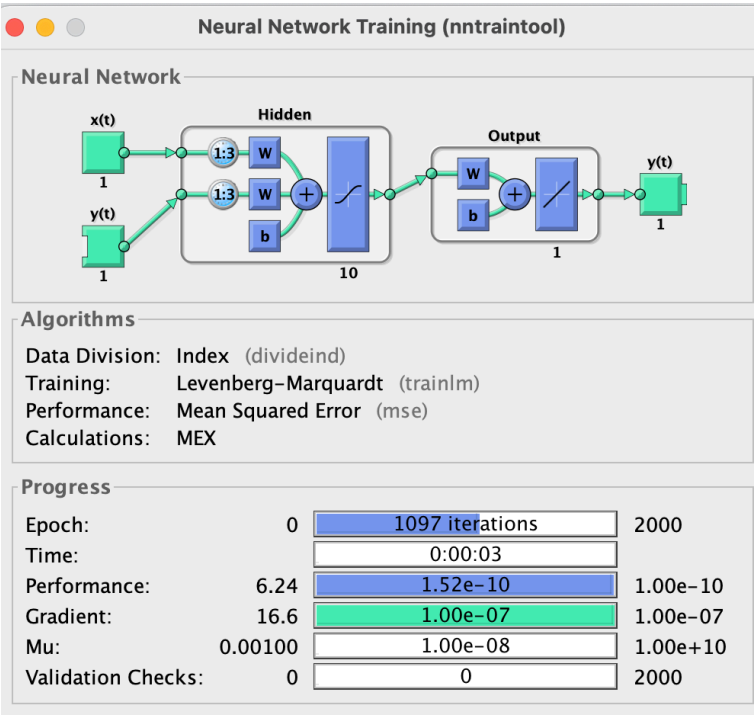 Neural Network Training (nntraintool)
Neural Network
x(t)
1
y(t)
1
Hidden
1:3
W
1:3
W
b
+
10
Output
W
b
+
1
y(t)
1
Algorithms
Data Division: Index (divideind)
Training: Levenberg-Marquardt (trainlm)
Performance: Mean Squared Error (mse)
Calculations: MEX
Progress
Epoch: 0 1097 iterations 2000
Time: 0:00:03
Performance: 6.24 1.52e-10 1.00e-10
Gradient: 16.6 1.00e-07 1.00e-07
Mu: 0.00100 1.00e-08 1.00e+10
Validation Checks: 0 0 2000